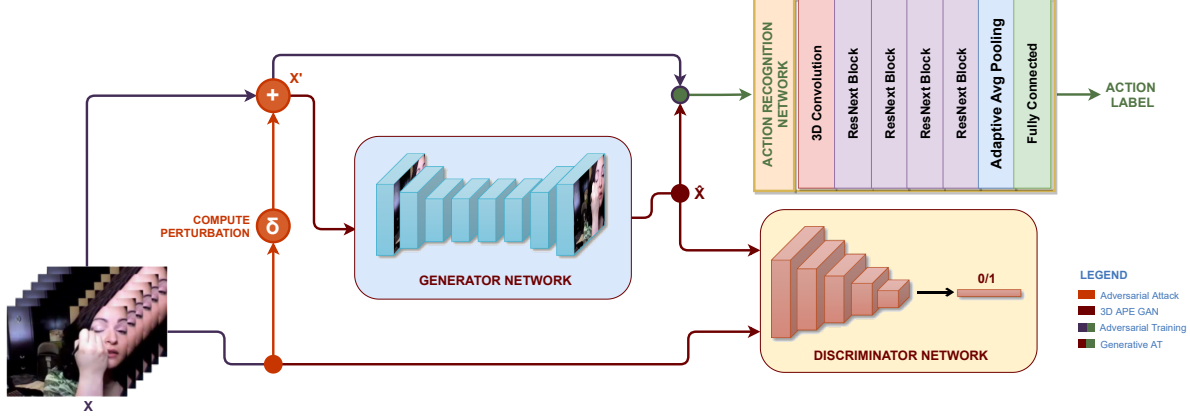 X'
+
COMPUTE
PERTURBATION
δ
X
GENERATOR NETWORK
X̂
ACTION RECOGNITION
NETWORK
3D Convolution
ResNext Block
ResNext Block
ResNext Block
ResNext Block
Adaptive Avg Pooling
Fully Connected
ACTION
LABEL
0/1
DISCRIMINATOR NETWORK
LEGEND
Adversarial Attack
3D APE GAN
Adversarial Training
Generative AT